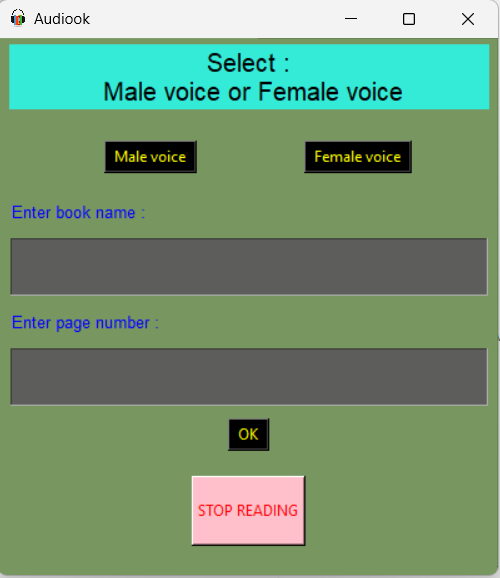 Audiook
Select :
Male voice or Female voice
Male voice
Female voice
Enter book name :
Enter page number :
OK
STOP READING